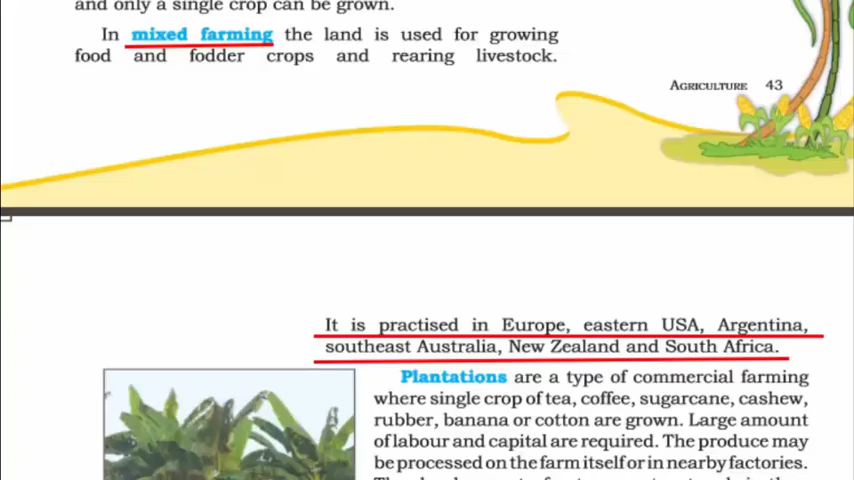 and only a single crop can be grown.
In mixed farming the land is used for growing
food and fodder crops and rearing livestock.
AGRICULTURE 43
It is practised in Europe, eastern USA, Argentina,
southeast Australia, New Zealand and South Africa.
Plantations are a type of commercial farming
where single crop of tea, coffee, sugarcane, cashew,
rubber, banana or cotton are grown. Large amount
of labour and capital are required. The produce may
be processed on the farm itself or in nearby factories.